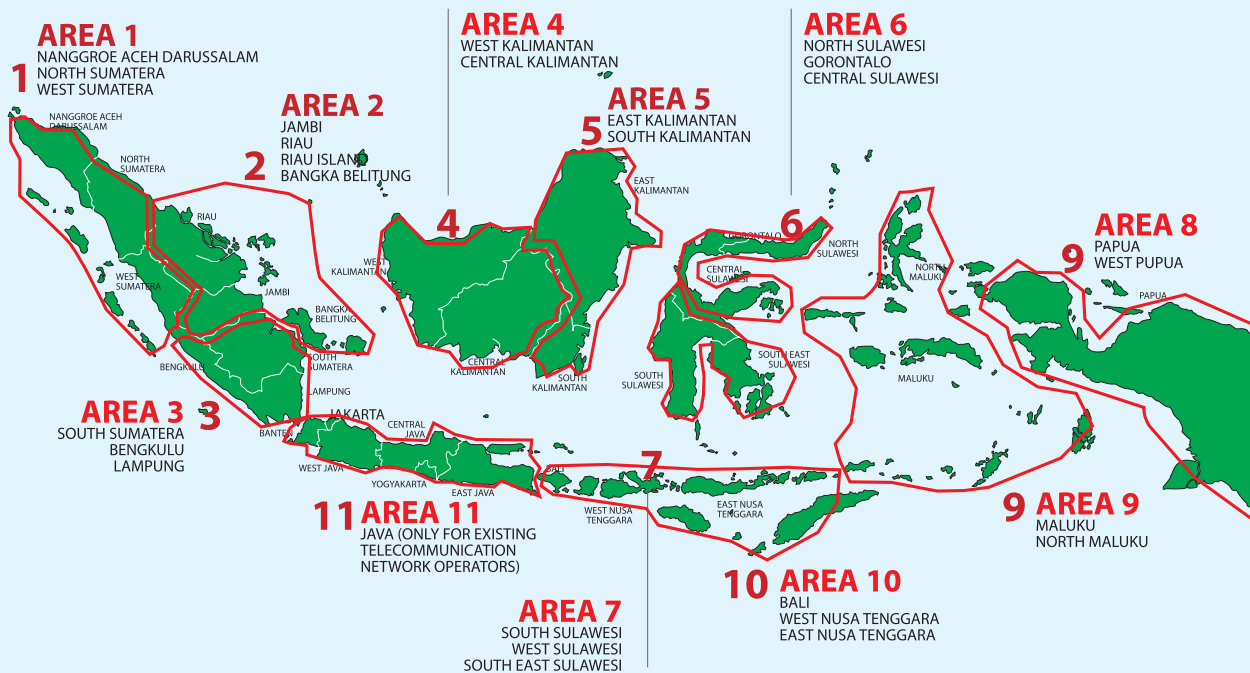 AREA 1
NANGGROE ACEH DARUSSALAM
1 NORTH SUMATERA
WEST SUMATERA
AREA 2
JAMBI
RIAU
2 RIAU ISLAND
BANGKA BELITUNG
AREA 4
WEST KALIMANTAN
CENTRAL KALIMANTAN
AREA 5
5 EAST KALIMANTAN
SOUTH KALIMANTAN
AREA 6
NORTH SULAWESI
GORONTALO
CENTRAL SULAWESI
AREA 8
9 PAPUA
WEST PUPUA
NANGGROE ACEH
DARUSSALAM
NORTH
SUMATERA
RIAU
WEST
SUMATERA
JAMBI
BANGKA
BELITUNG
SOUTH
SUMATERA
BENGKULU
LAMPUNG
4
EAST
KALIMANTAN
WEST
KALIMANTAN
CENTRAL
KALIMANTAN
SOUTH
KALIMANTAN
6
GORONTALO
NORTH
SULAWESI
CENTRAL
SULAWESI
SOUTH
SULAWESI
SOUTH EAST
SULAWESI
NORTH
MALUKU
MALUKU
PAPUA
AREA 3
3
SOUTH SUMATERA
BENGKULU
LAMPUNG
JAKARTA
BANTEN
CENTRAL
JAVA
WEST JAVA
YOGYAKARTA
EAST JAVA
BALI
7
WEST NUSA
TENGGARA
EAST NUSA
TENGGARA
11 AREA 11
JAVA (ONLY FOR EXISTING
TELECOMMUNICATION
NETWORK OPERATORS)
9 AREA 9
MALUKU
NORTH MALUKU
10 AREA 10
BALI
WEST NUSA TENGGARA
EAST NUSA TENGGARA
AREA 7
SOUTH SULAWESI
WEST SULAWESI
SOUTH EAST SULAWESI